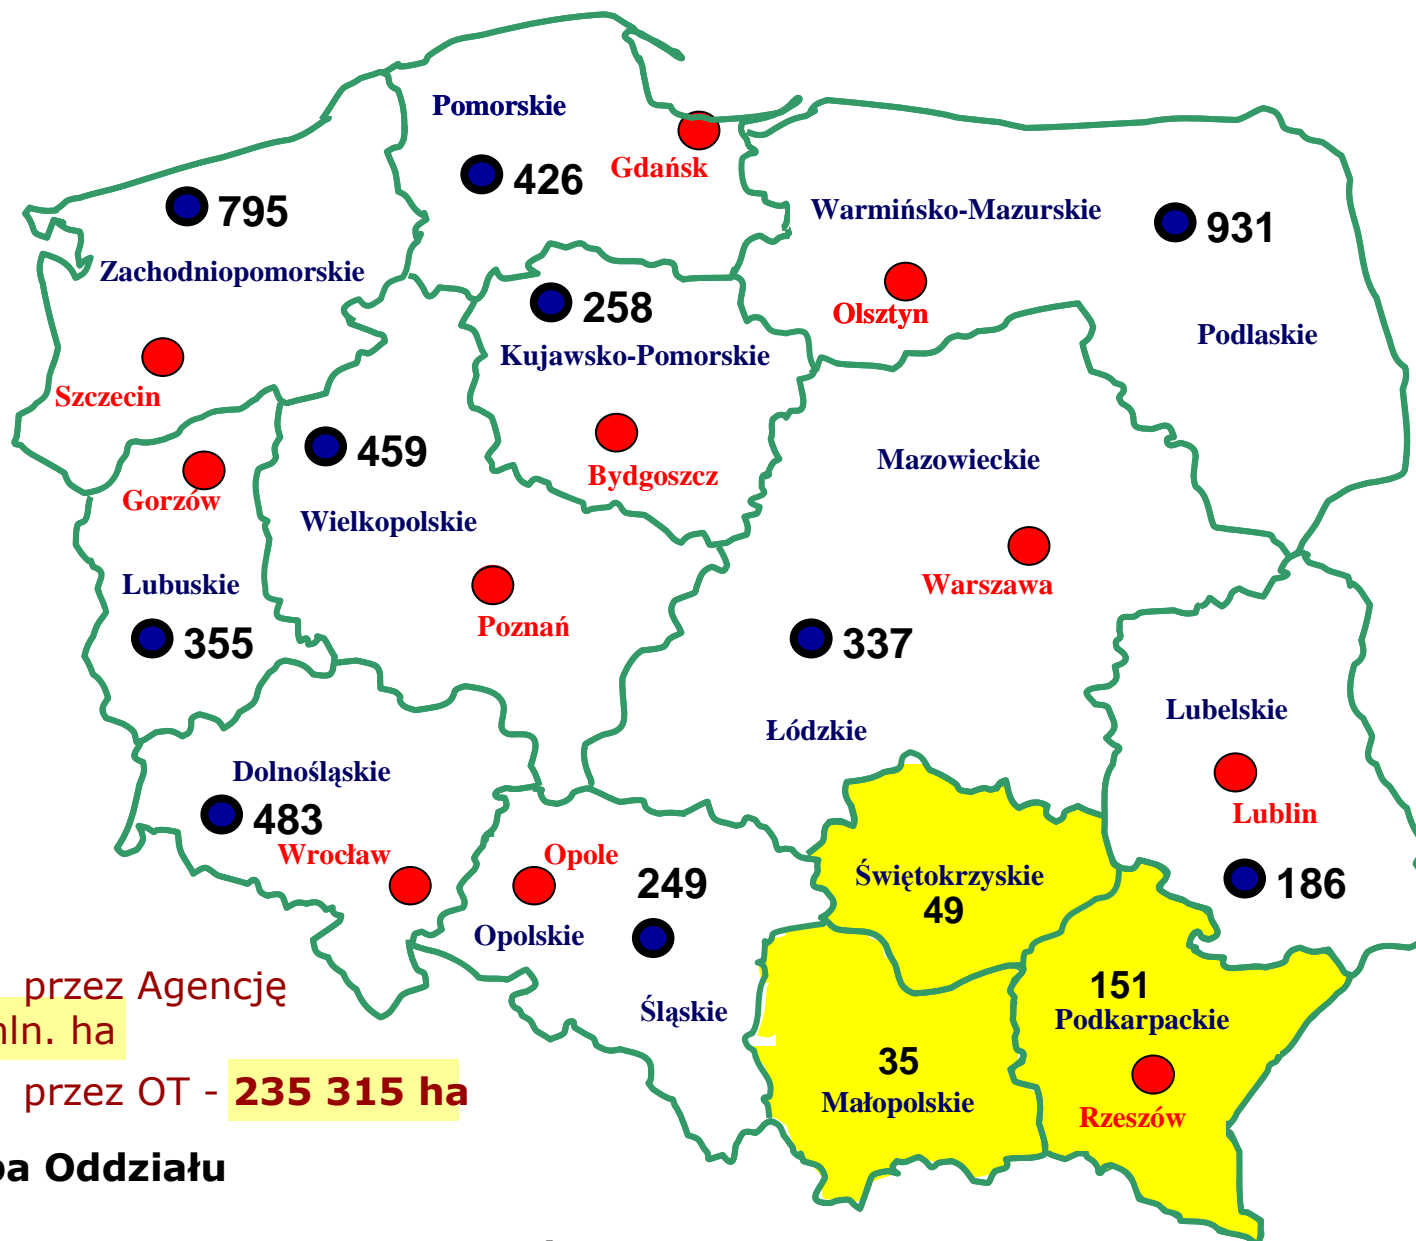 Pomorskie
Gdańsk
426
795
Warmińsko-Mazurskie
931
Zachodniopomorskie
258
Olsztyn
Podlaskie
Kujawsko-Pomorskie
Szczecin
459
Mazowieckie
Bydgoszcz
Gorzów
Wielkopolskie
Lubuskie
Warszawa
Poznań
355
337
Lubelskie
Łódzkie
Dolnośląskie
483
Lublin
Wrocław
Opole
249
Świętokrzyskie
186
49
Opolskie
przez Agencję
151
Śląskie
Podkarpackie
mln. ha
35
przez OT - 235 315 ha
Małopolskie
Rzeszów
Oddziału